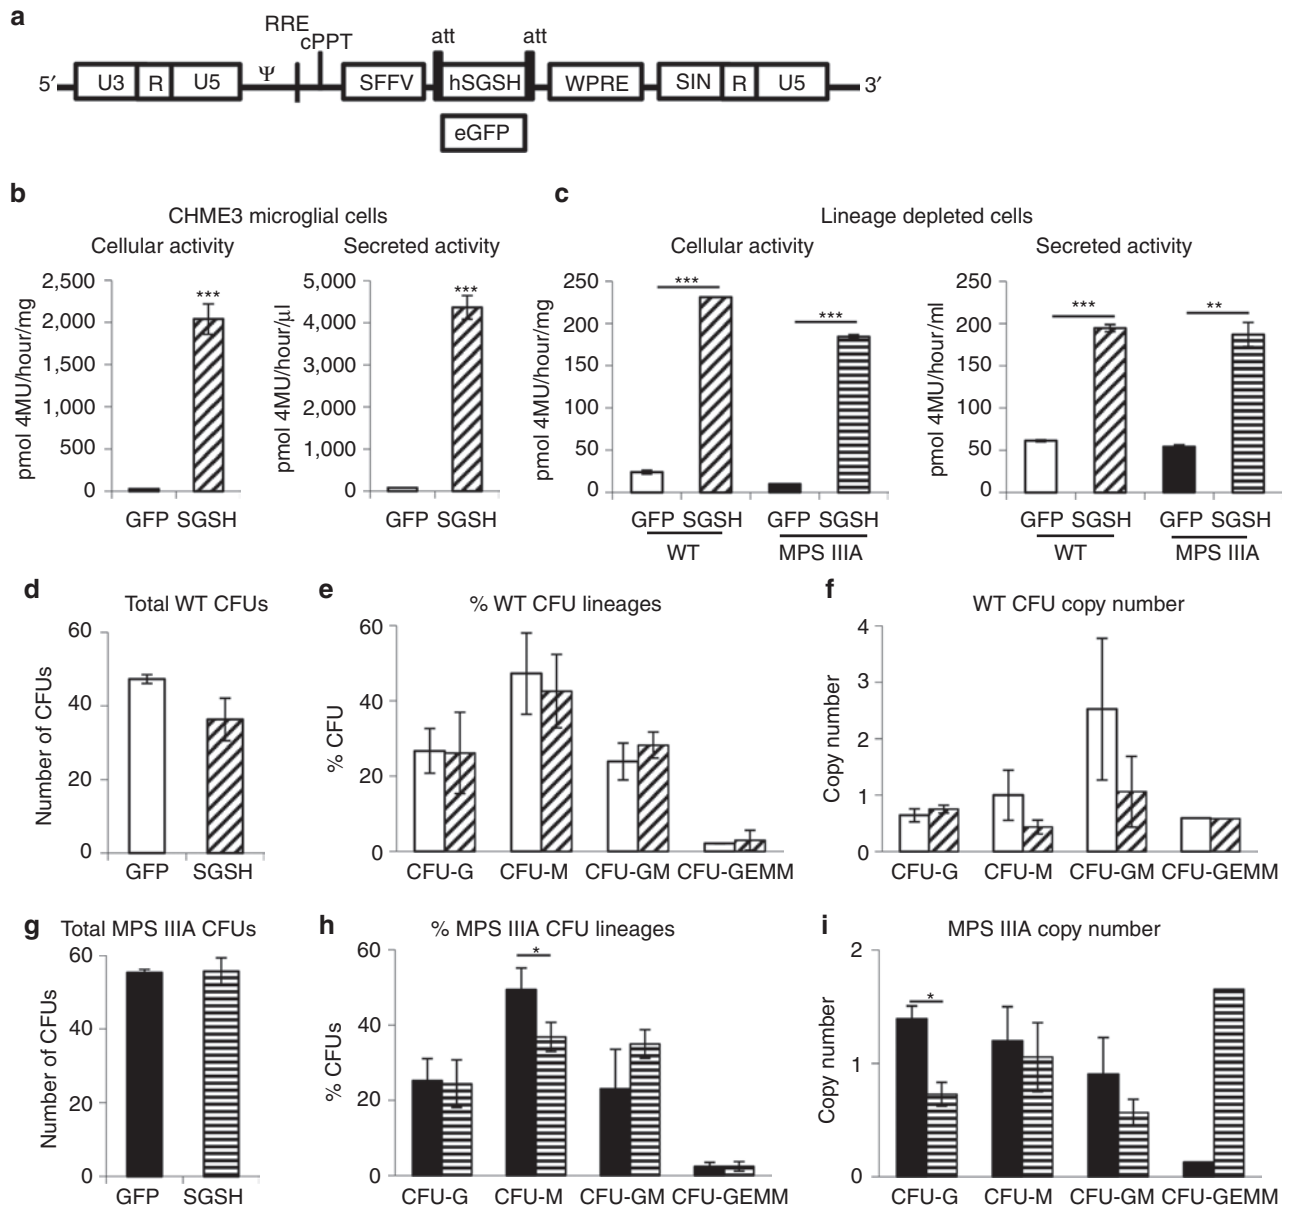 a
RRE
cPPT
att att
5′ U3 R U5 Ψ SFFV hSGSH WPRE SIN R U5 3′
eGFP
b
CHME3 microglial cells
Cellular activity
pmol 4MU/hour/mg
2,500
2,000
1,500
1,000
500
0
***
GFP SGSH
Secreted activity
pmol 4MU/hour/µl
5,000
4,000
3,000
2,000
1,000
0
***
GFP SGSH
c
Lineage depleted cells
Cellular activity
pmol 4MU/hour/mg
250
200
150
100
50
0
***
***
GFP SGSH GFP SGSH
WT MPS IIIA
Secreted activity
pmol 4MU/hour/ml
250
200
150
100
50
0
***
**
GFP SGSH GFP SGSH
WT MPS IIIA
d
Total WT CFUs
Number of CFUs
60
40
20
0
GFP SGSH
e
% WT CFU lineages
% CFU
60
40
20
0
CFU-G CFU-M CFU-GM CFU-GEMM
f
WT CFU copy number
Copy number
4
3
2
1
0
CFU-G CFU-M CFU-GM CFU-GEMM
g
Total MPS IIIA CFUs
Number of CFUs
60
40
20
0
GFP SGSH
h
% MPS IIIA CFU lineages
% CFUs
60
40
20
0
*
CFU-G CFU-M CFU-GM CFU-GEMM
i
MPS IIIA copy number
Copy number
2
1
0
*
CFU-G CFU-M CFU-GM CFU-GEMM